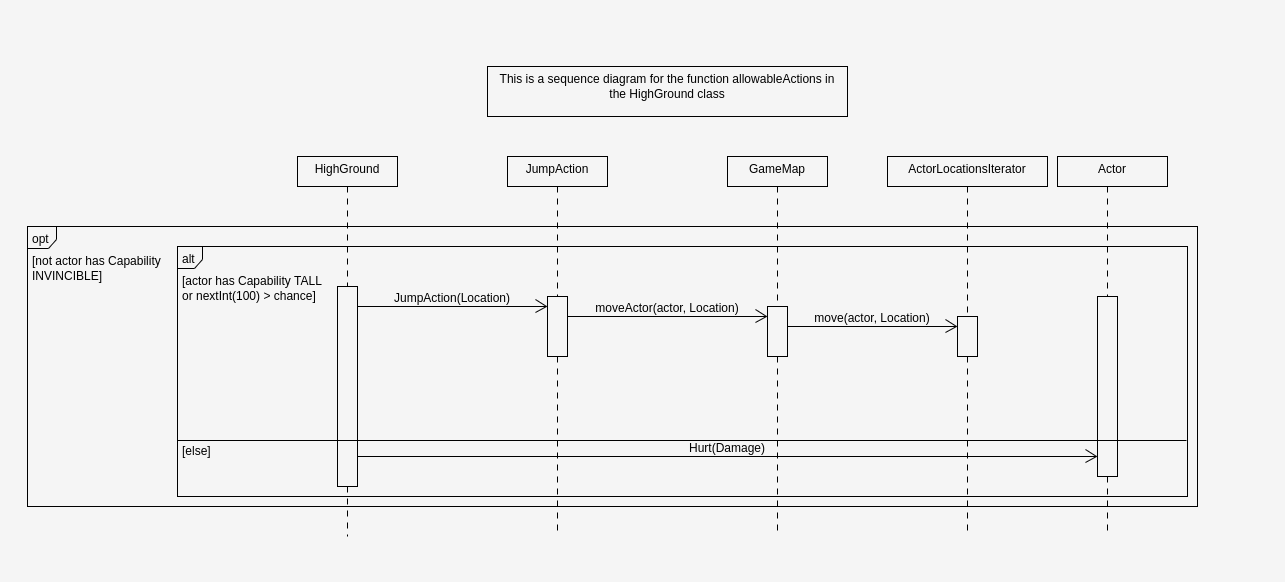 This is a sequence diagram for the function allowableActions in
the HighGround class
HighGround
JumpAction
GameMap
ActorLocationsIterator
Actor
opt
[not actor has Capability
INVINCIBLE]
alt
[actor has Capability TALL
or nextInt(100) > chance]
JumpAction(Location)
moveActor(actor, Location)
move(actor, Location)
[else]
Hurt(Damage)